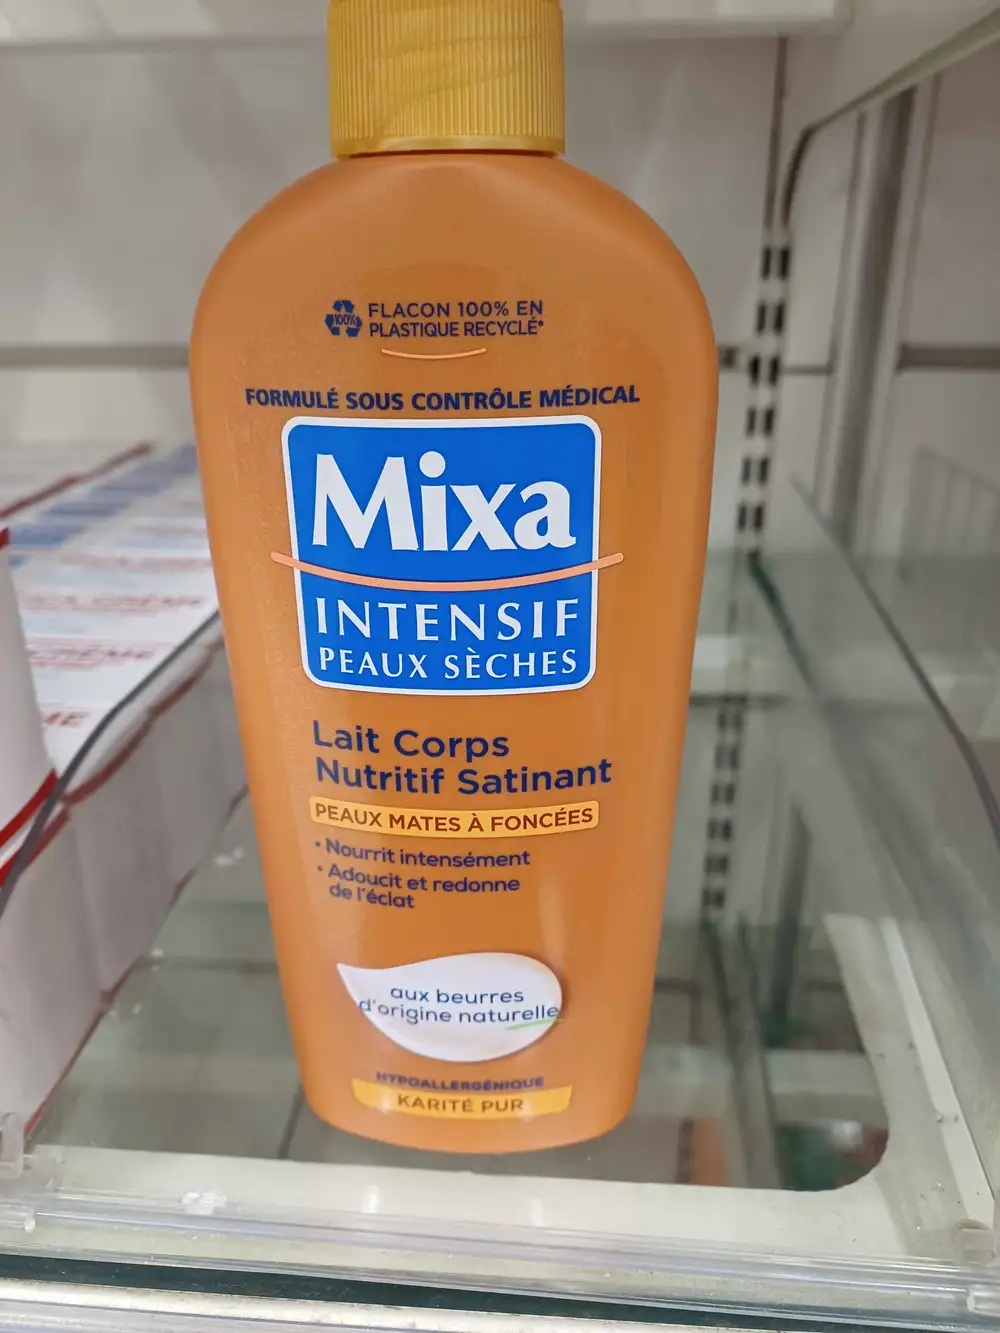 100%
FLACON 100% EN
PLASTIQUE RECYCLÉ*
FORMULÉ SOUS CONTRÔLE MÉDICAL
Mixa
INTENSIF
PEAUX SÈCHES
Lait Corps
Nutritif Satinant
PEAUX MATES À FONCÉES
• Nourrit intensément
• Adoucit et redonne
de l'éclat
aux beurres
d'origine naturelle
HYPOALLERGÉNIQUE
KARITÉ PUR